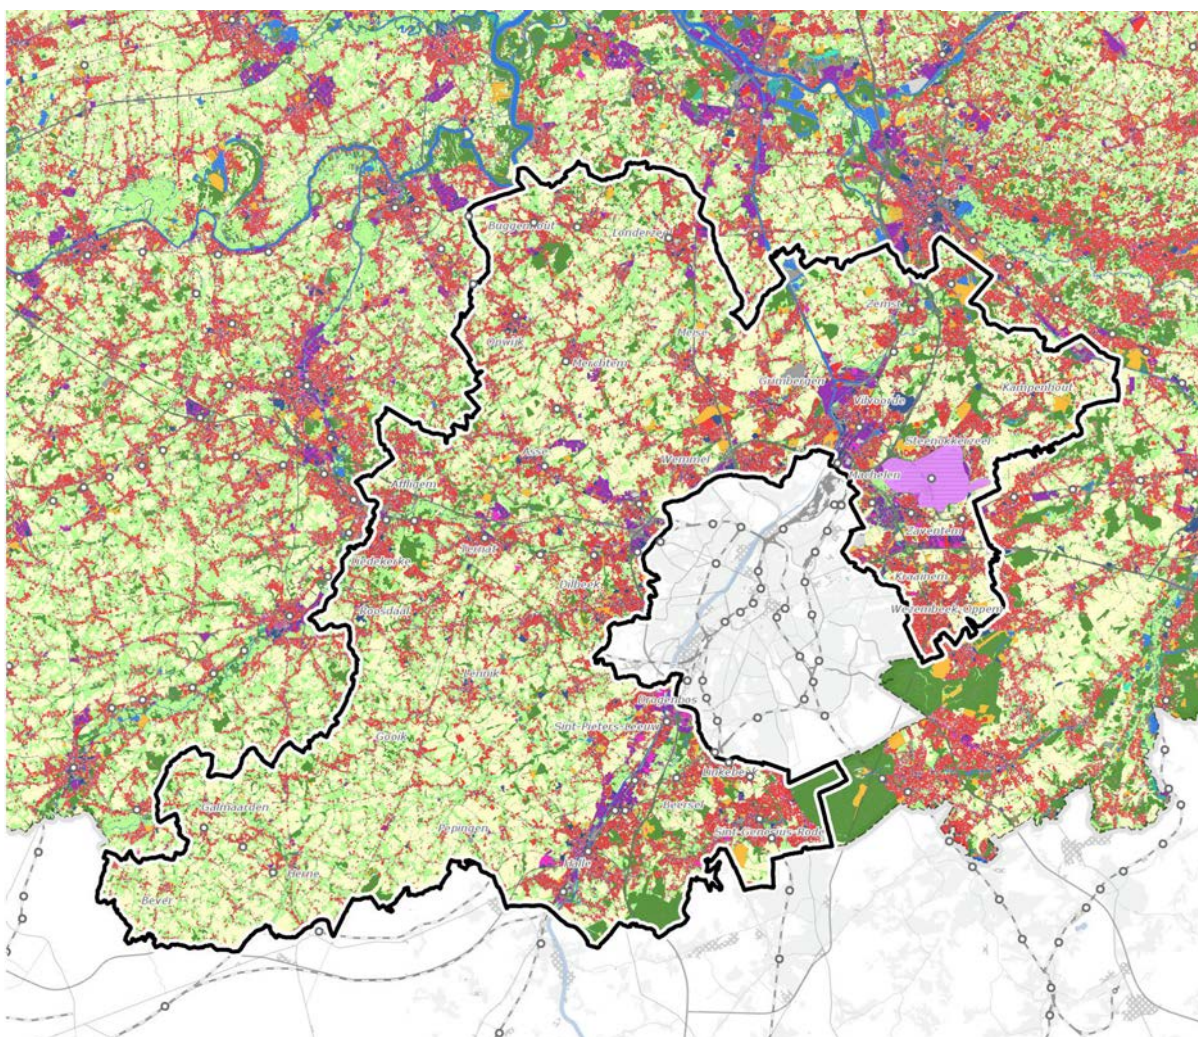 Buggenhout
Londerzeel
Zemst
Meise
Opwijk
Merchtem
Grimbergen
Kampenhout
Vilvoorde
Steenokkerzeel
Asse
Wemmel
Machelen
Affligem
Zaventem
Ternat
Liedekerke
Dilbeek
Kraainem
Roosdaal
Wezembeek-Oppem
Lennik
Drogenbos
Sint-Pieters-Leeuw
Gooik
Linkebeek
Galmaarden
Beersel
Pepingen
Sint-Genesius-Rode
Halle
Herne
Bever